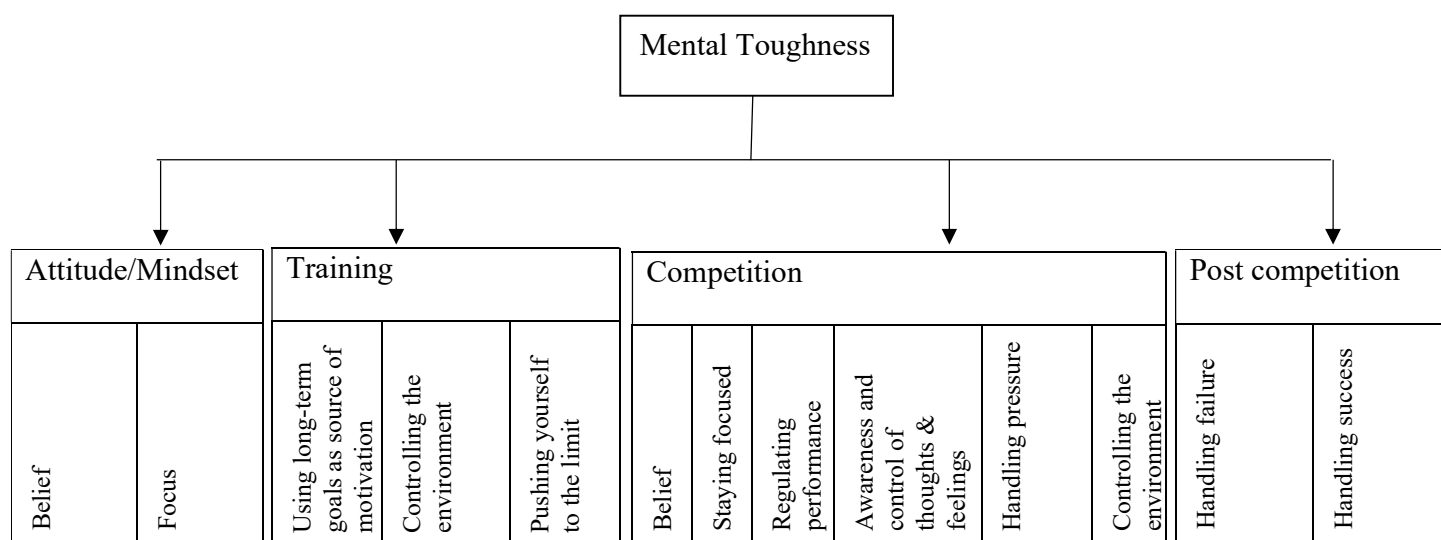 Mental Toughness
Attitude/Mindset
Training
Competition
Post competition
Belief
Focus
Using long-term
goals as source of
motivation
Controlling the
environment
Pushing yourself
to the limit
Belief
Staying focused
Regulating
performance
Awareness and
control of
thoughts &
feelings
Handling pressure
Controlling the
environment
Handling failure
Handling success